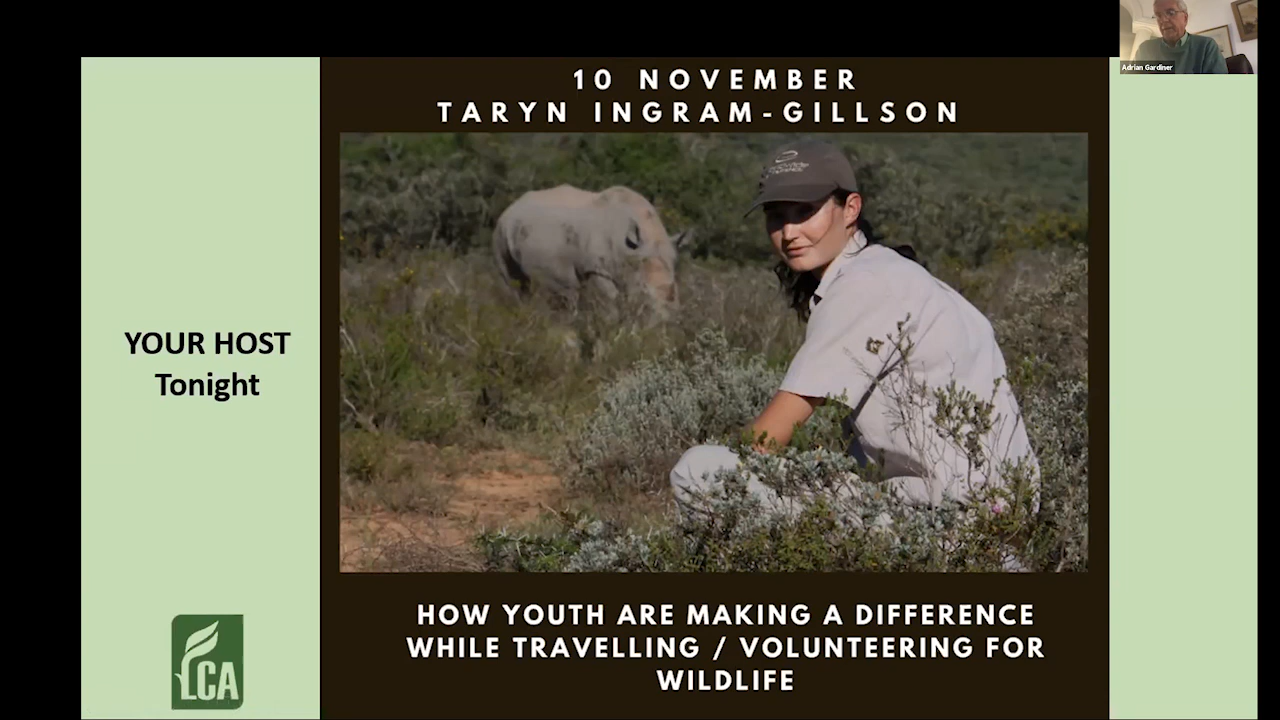 Adrian Gardiner
10 NOVEMBER
TARYN INGRAM-GILLSON
YOUR HOST
Tonight
LCA
HOW YOUTH ARE MAKING A DIFFERENCE
WHILE TRAVELLING / VOLUNTEERING FOR
WILDLIFE